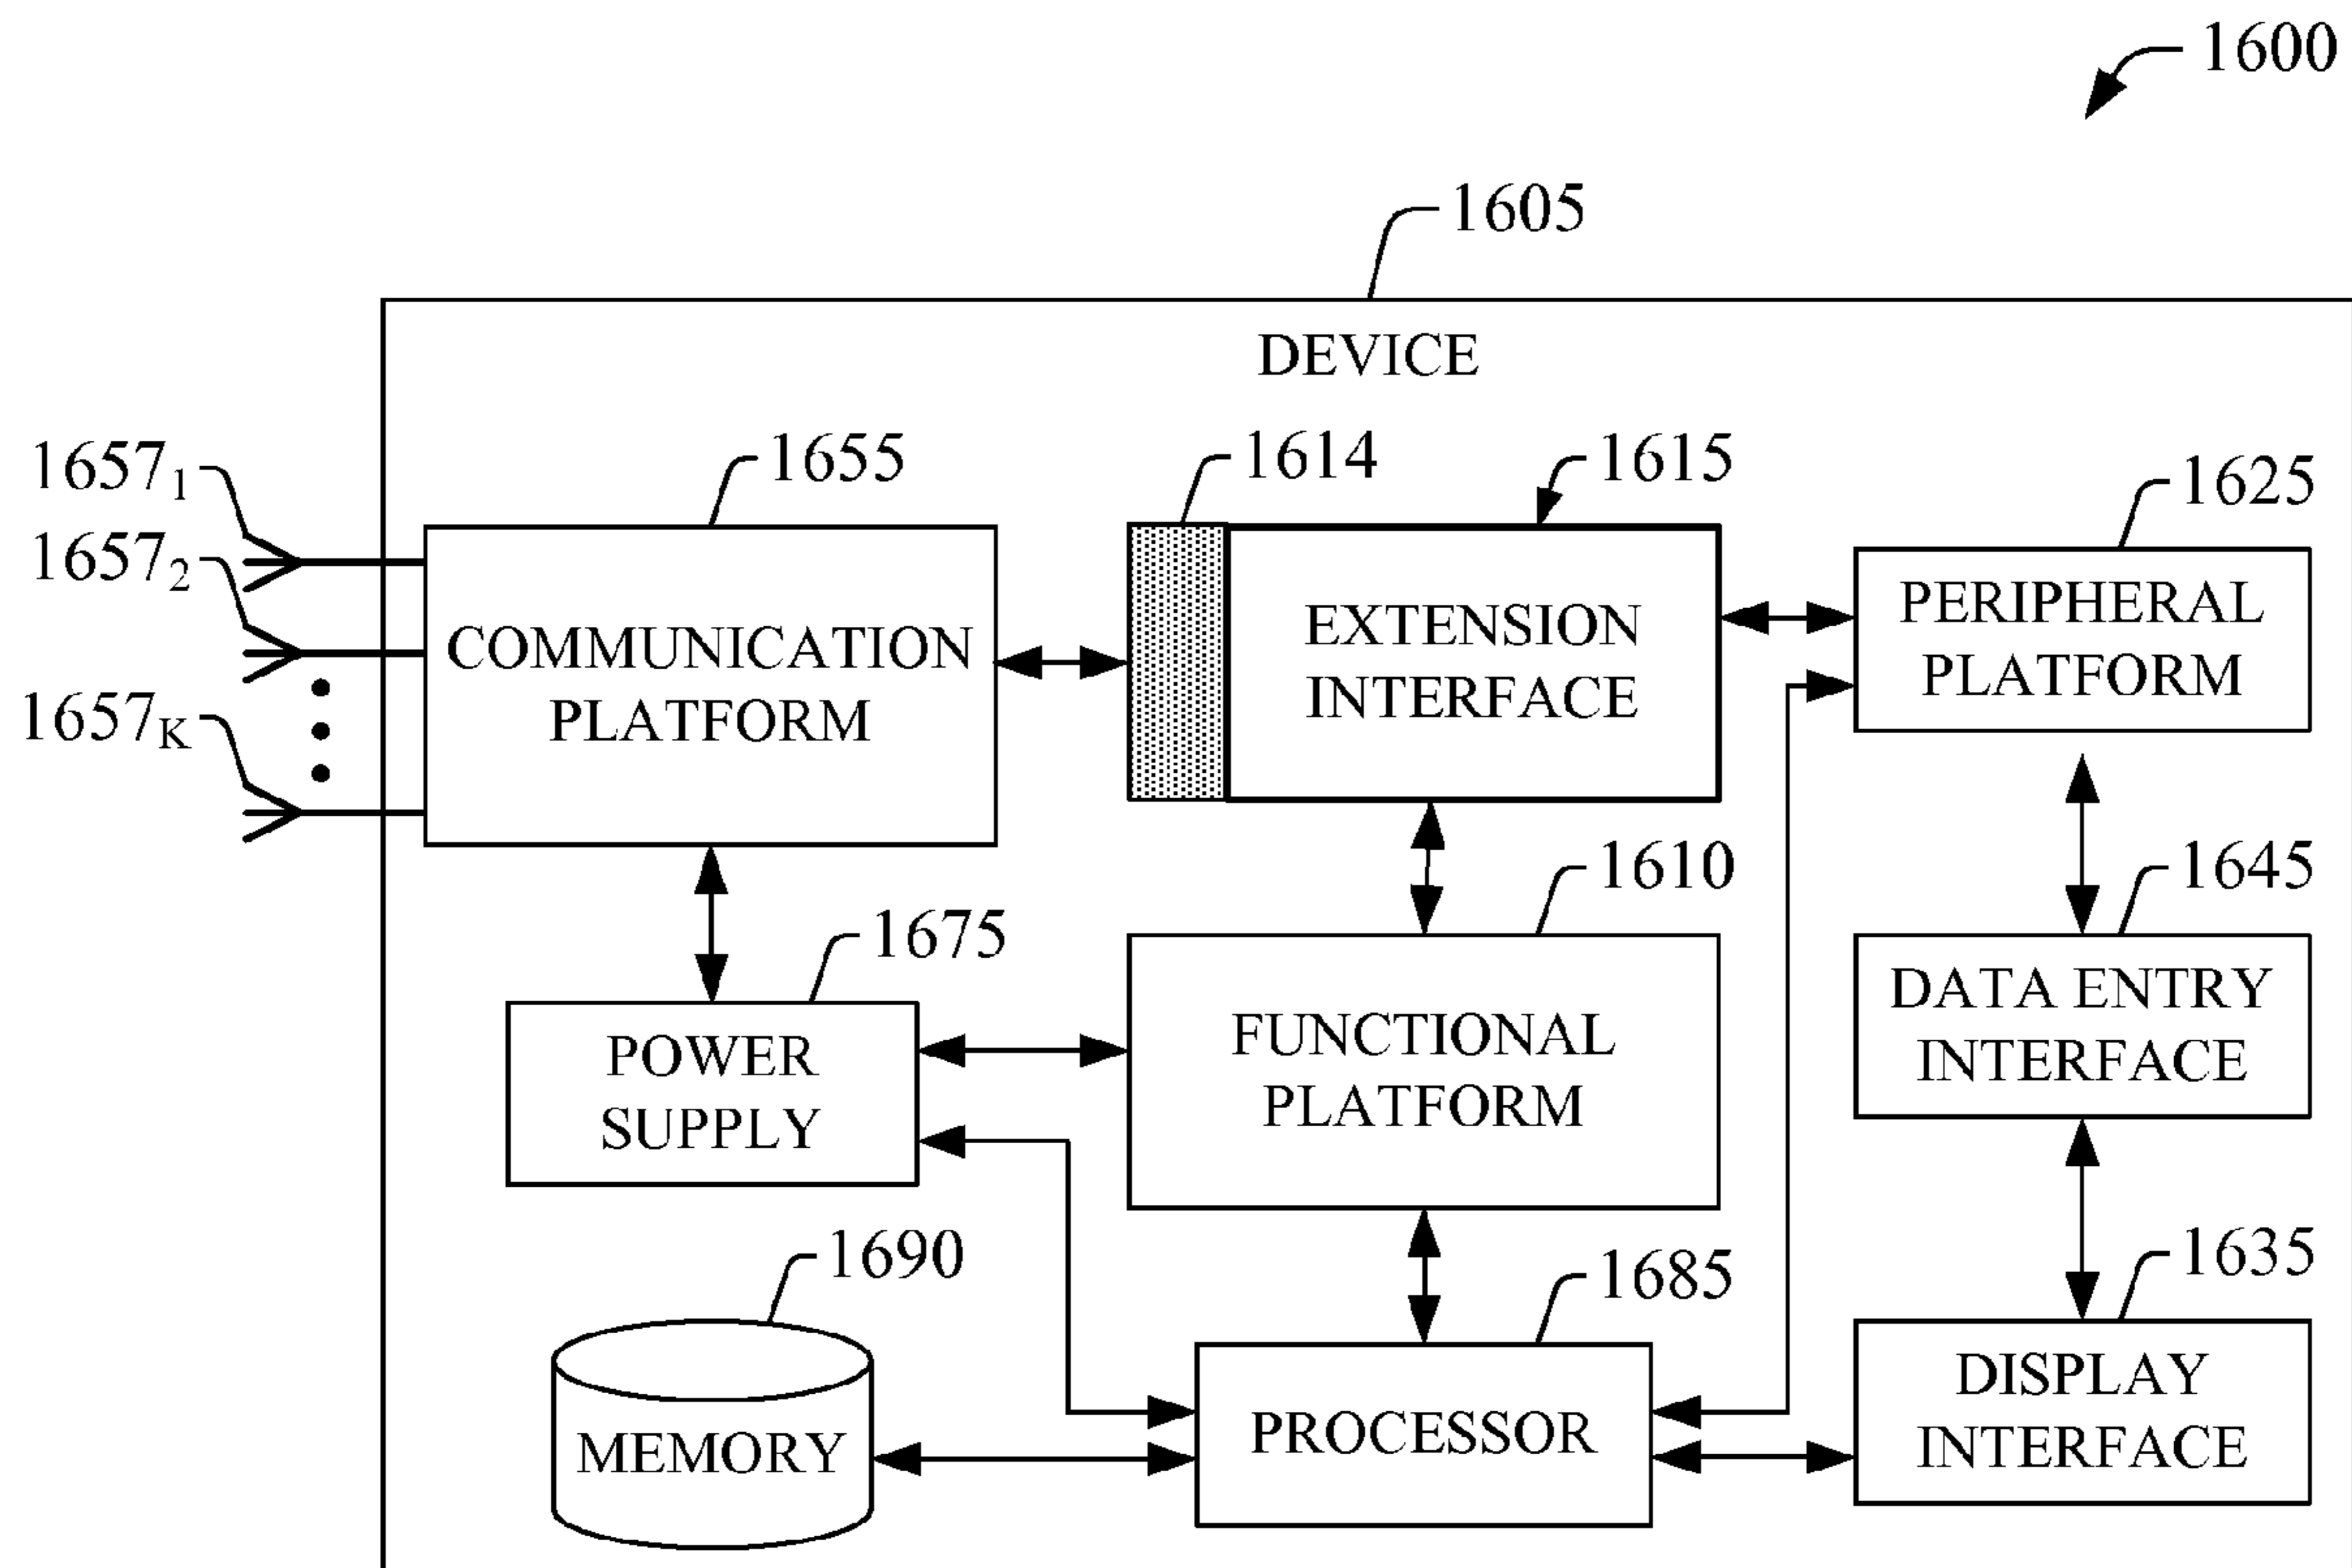 1600
1605
DEVICE
1657₁
1655
1614
1615
1625
1657₂
COMMUNICATION
PLATFORM
EXTENSION
INTERFACE
PERIPHERAL
PLATFORM
1657K
1610
1645
1675
POWER
SUPPLY
FUNCTIONAL
PLATFORM
DATA ENTRY
INTERFACE
1690
1685
1635
MEMORY
PROCESSOR
DISPLAY
INTERFACE